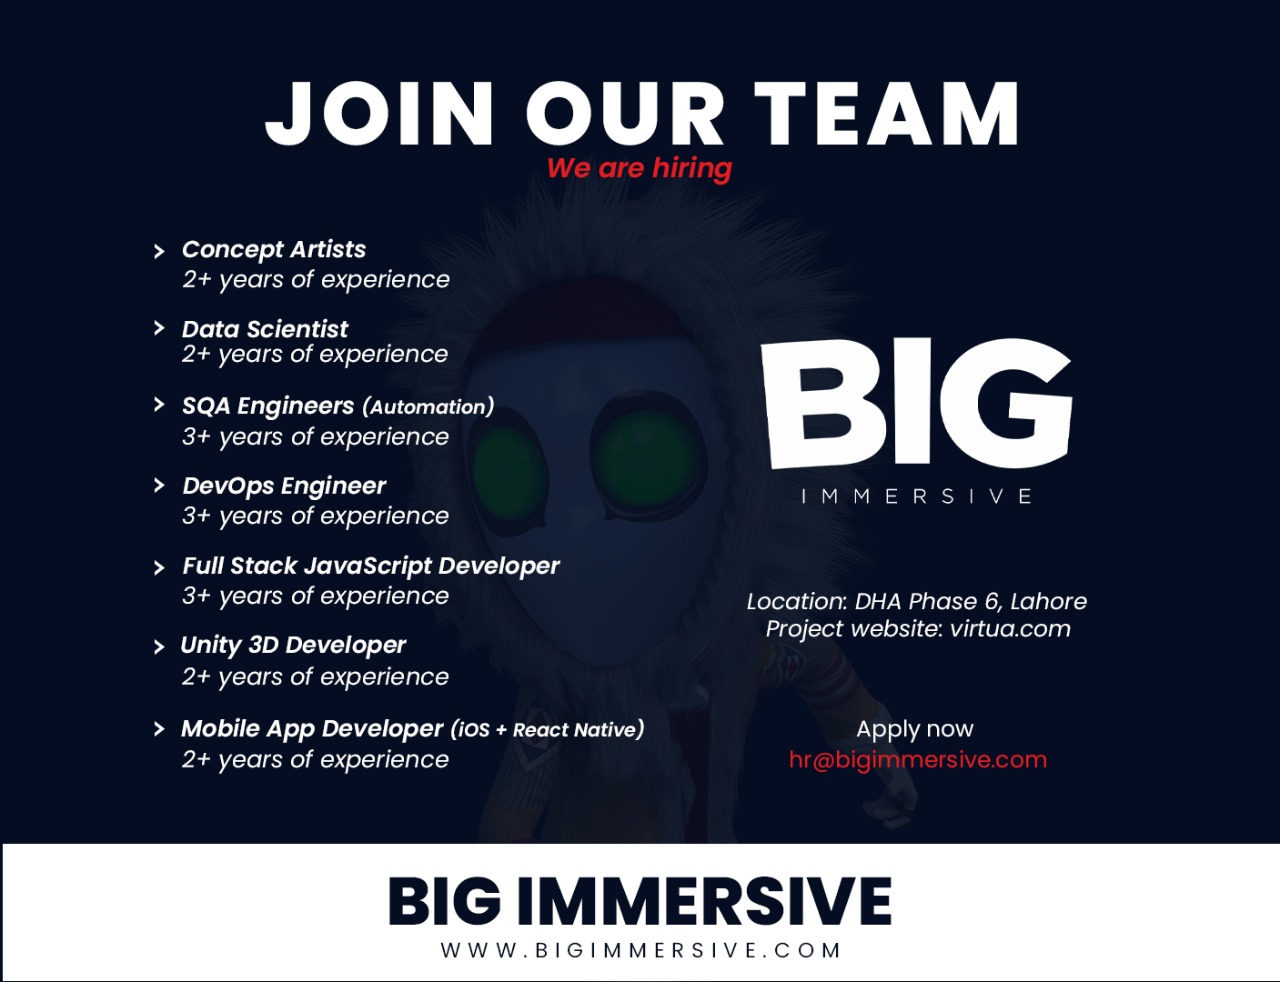 JOIN OUR TEAM
We are hiring
Concept Artists
2+ years of experience
Data Scientist
2+ years of experience
SQA Engineers (Automation)
3+ years of experience
DevOps Engineer
3+ years of experience
Full Stack JavaScript Developer
3+ years of experience
Unity 3D Developer
2+ years of experience
Mobile App Developer (iOS + React Native)
2+ years of experience
BIG
IMMERSIVE
Location: DHA Phase 6, Lahore
Project website: virtua.com
Apply now
hr@bigimmersive.com
BIG IMMERSIVE
WWW.BIGIMMERSIVE.COM